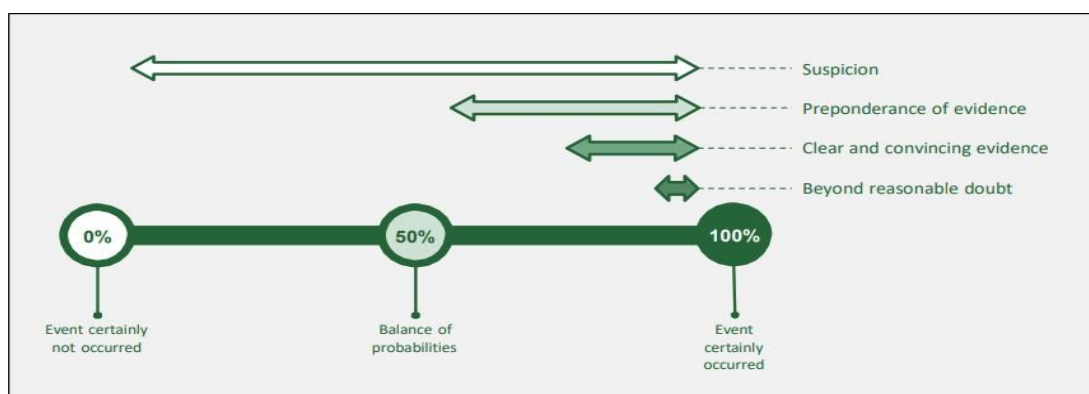 Suspicion
Preponderance of evidence
Clear and convincing evidence
Beyond reasonable doubt
0%
50%
100%
Event certainly
not occurred
Balance of
probabilities
Event
certainly
occurred